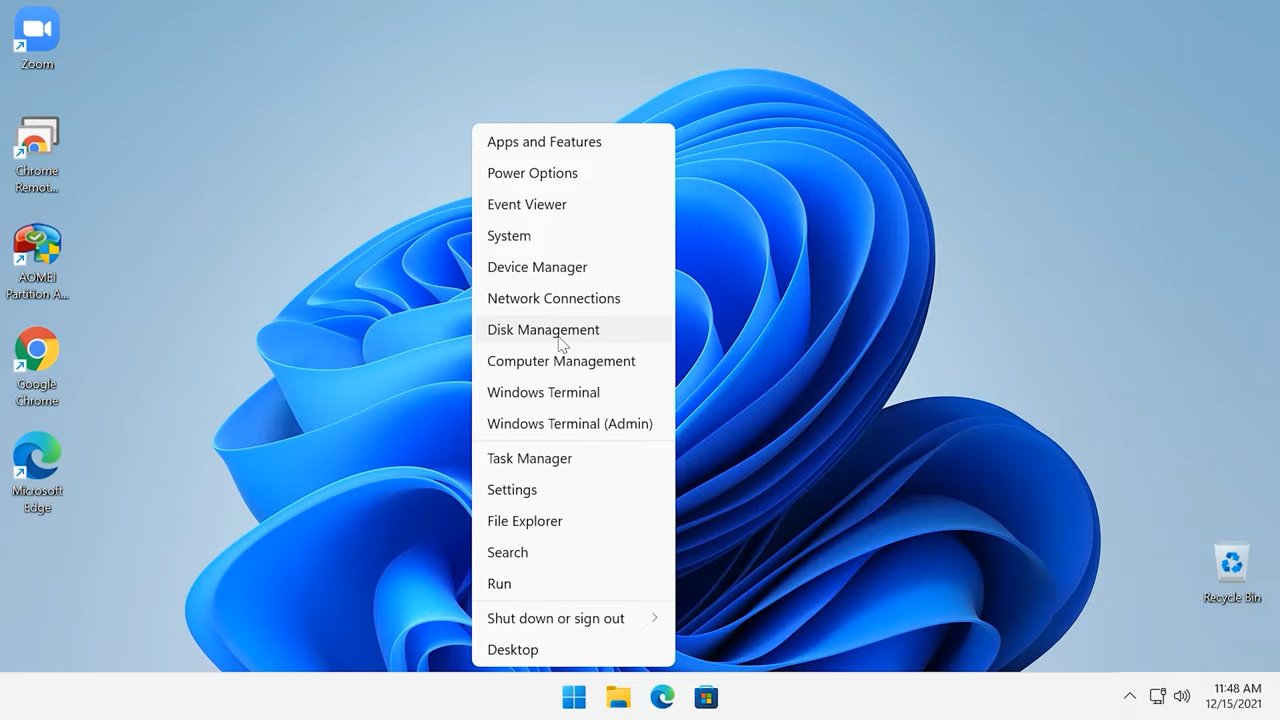 Zoom
Chrome
Remot...
AOMEI
Partition A...
Google
Chrome
Microsoft
Edge
Apps and Features
Power Options
Event Viewer
System
Device Manager
Network Connections
Disk Management
Computer Management
Windows Terminal
Windows Terminal (Admin)
Task Manager
Settings
File Explorer
Search
Run
Shut down or sign out
Desktop
Recycle Bin
11:48 AM
12/15/2021